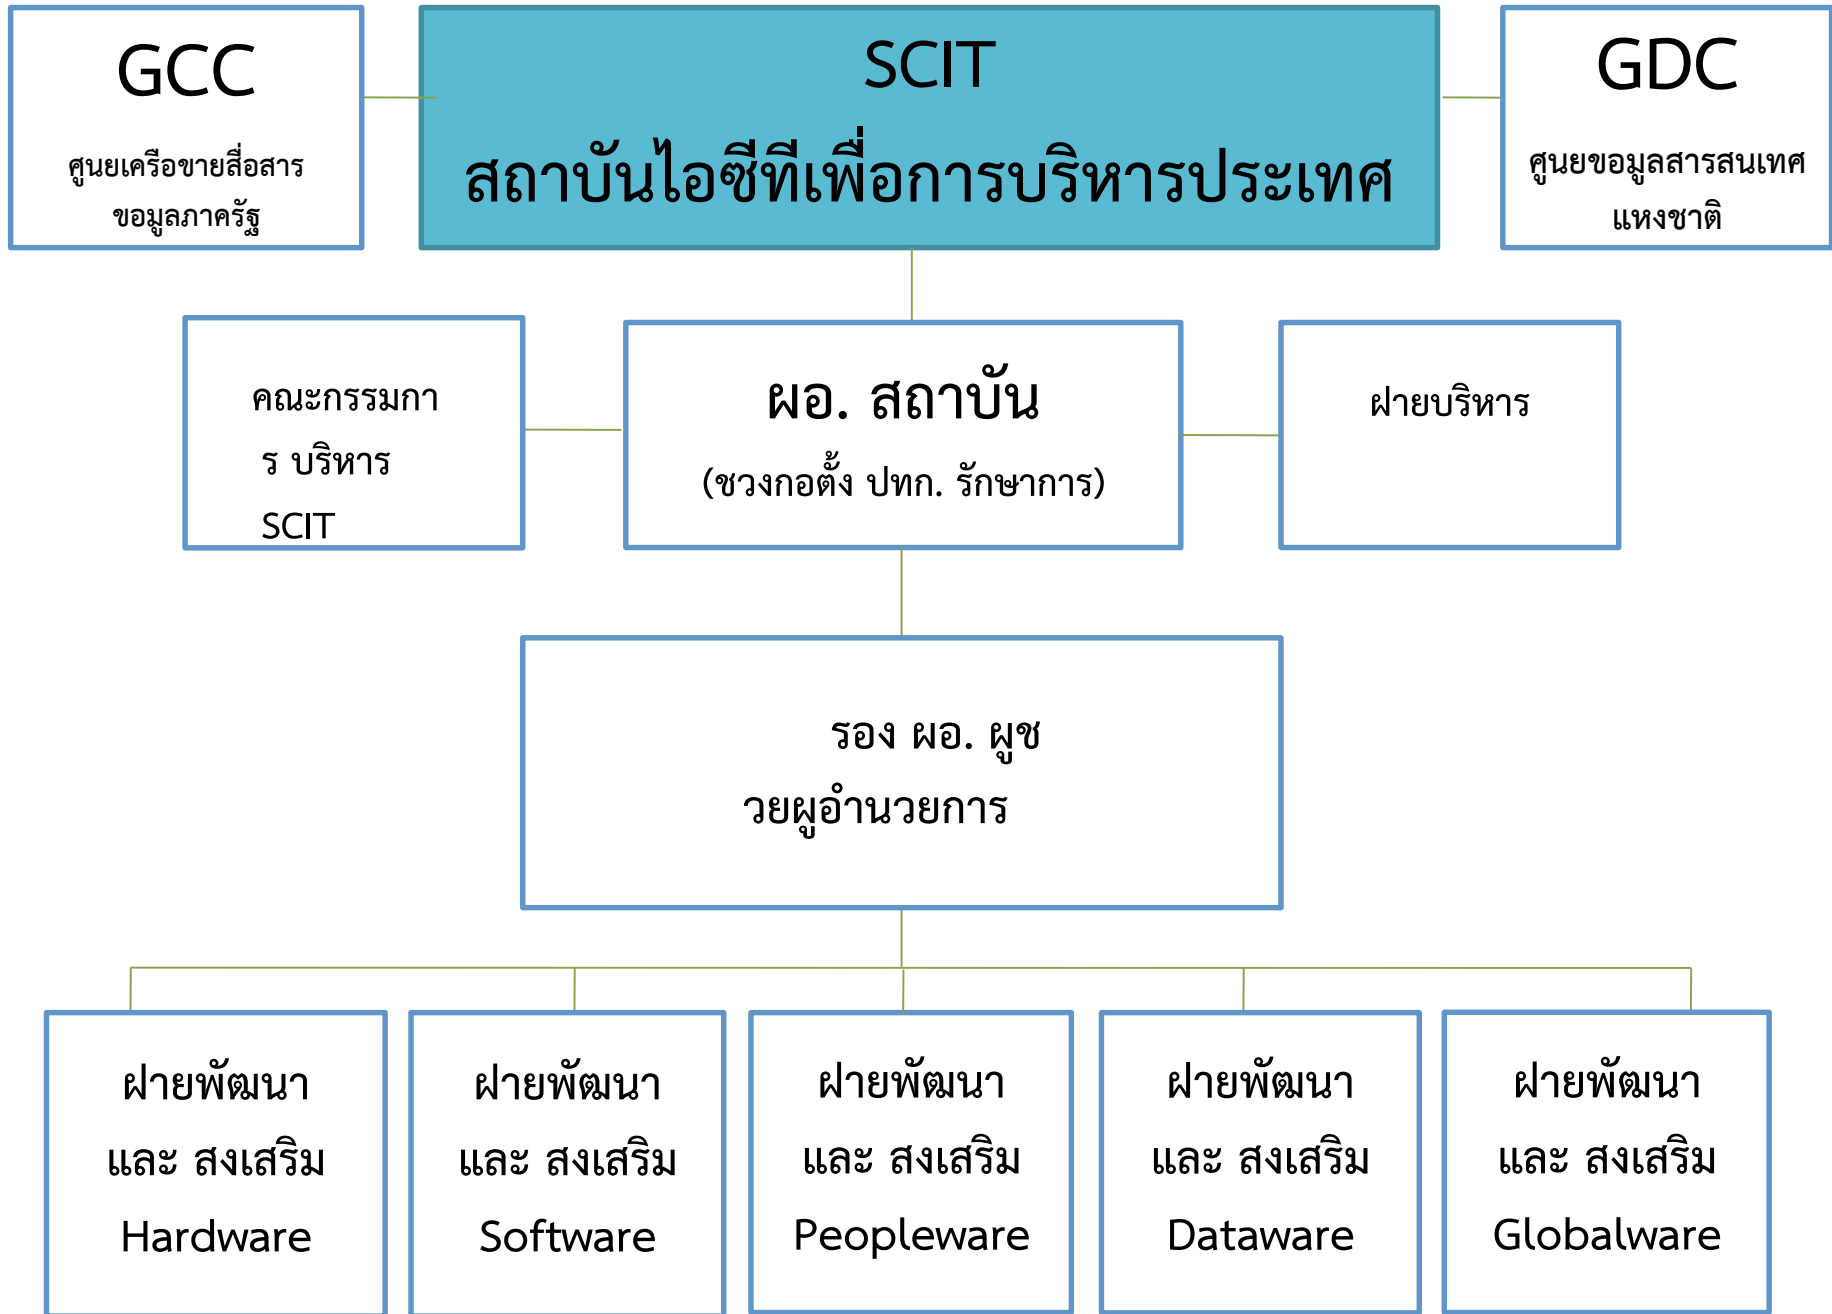 GCC
ศูนยเครือขายสื่อสาร
ขอมูลภาครัฐ
SCIT
สถาบันไอซีทีเพื่อการบริหารประเทศ
GDC
ศูนยขอมูลสารสนเทศ
แหงชาติ
คณะกรรมกา
ร บริหาร
SCIT
ผอ. สถาบัน
(ชวงกอตั้ง ปทก. รักษาการ)
ฝายบริหาร
รอง ผอ. ผูช
วยผูอำนวยการ
ฝายพัฒนา
และ สงเสริม
Hardware
ฝายพัฒนา
และ สงเสริม
Software
ฝายพัฒนา
และ สงเสริม
Peopleware
ฝายพัฒนา
และ สงเสริม
Dataware
ฝายพัฒนา
และ สงเสริม
Globalware